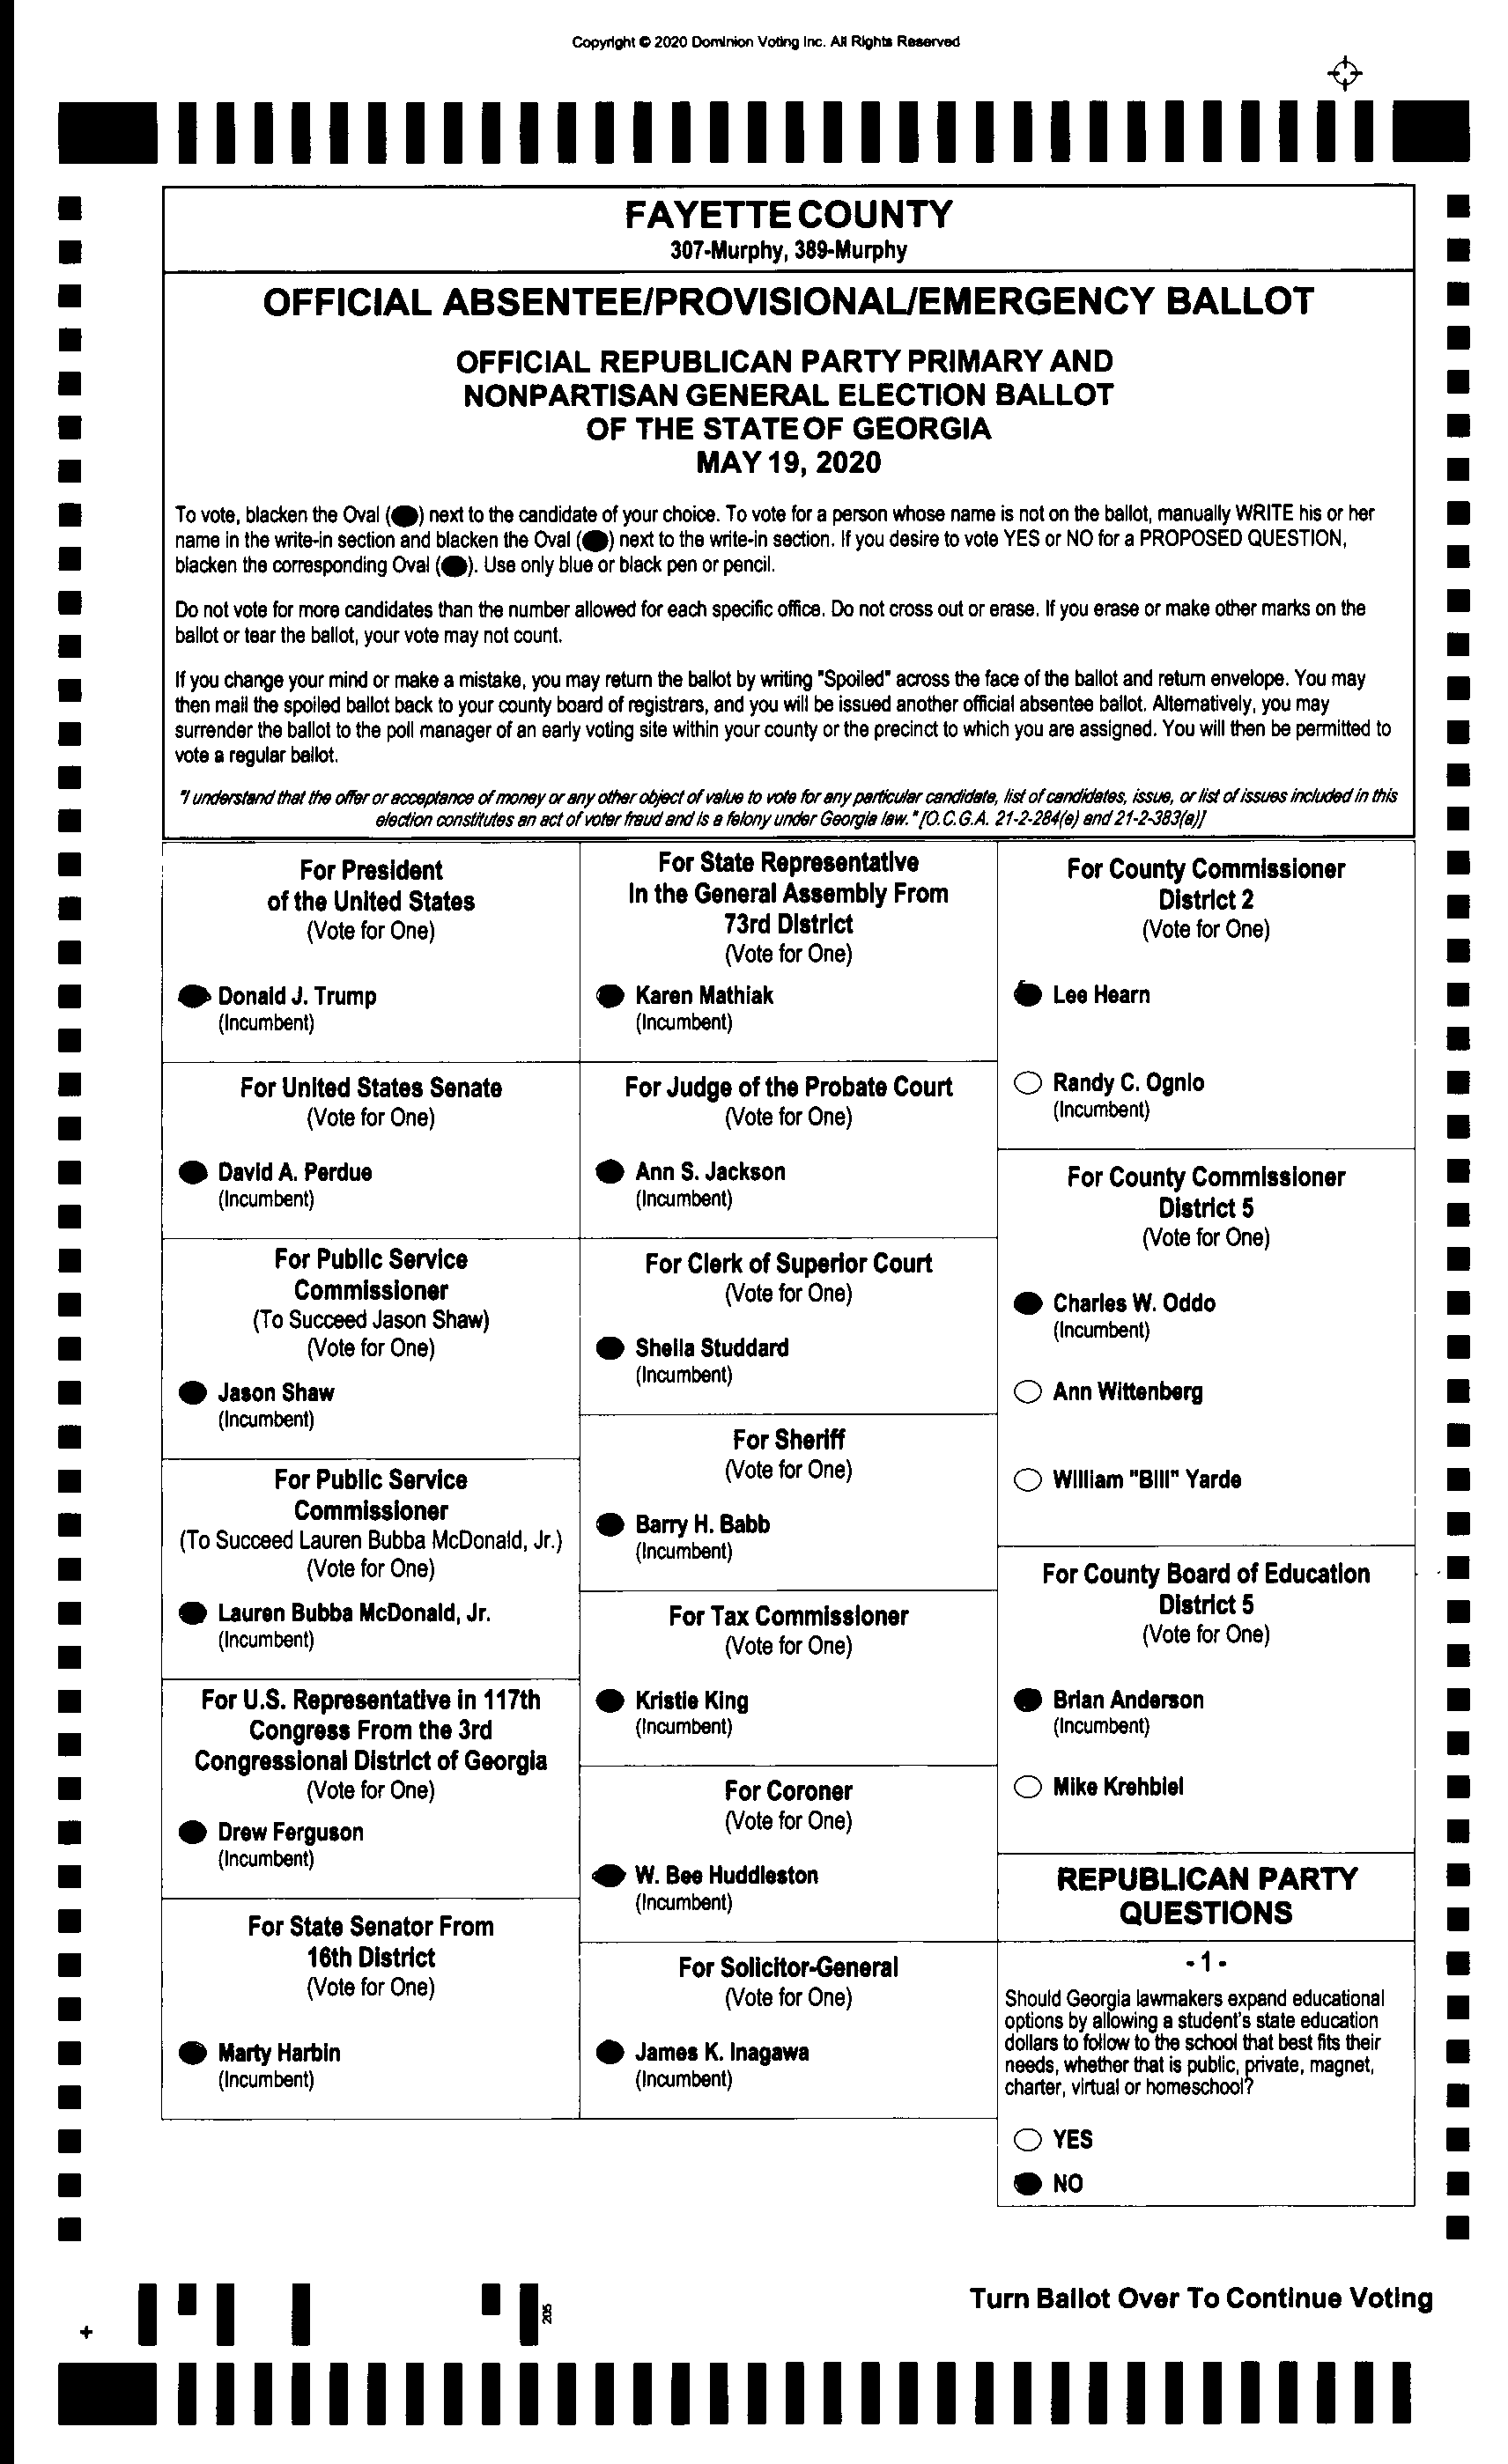 Copyright © 2020 Dominion Voting Inc. All Rights Reserved
FAYETTE COUNTY
307-Murphy, 389-Murphy
OFFICIAL ABSENTEE/PROVISIONAL/EMERGENCY BALLOT
OFFICIAL REPUBLICAN PARTY PRIMARY AND
NONPARTISAN GENERAL ELECTION BALLOT
OF THE STATE OF GEORGIA
MAY 19, 2020
To vote, blacken the Oval ( ) next to the candidate of your choice. To vote for a person whose name is not on the ballot, manually WRITE his or her
name in the write-in section and blacken the Oval ( ) next to the write-in section. If you desire to vote YES or NO for a PROPOSED QUESTION,
blacken the corresponding Oval ( ). Use only blue or black pen or pencil.
Do not vote for more candidates than the number allowed for each specific office. Do not cross out or erase. If you erase or make other marks on the
ballot or tear the ballot, your vote may not count.
If you change your mind or make a mistake, you may return the ballot by writing "Spoiled" across the face of the ballot and return envelope. You may
then mail the spoiled ballot back to your county board of registrars, and you will be issued another official absentee ballot. Alternatively, you may
surrender the ballot to the poll manager of an early voting site within your county or the precinct to which you are assigned. You will then be permitted to
vote a regular ballot.
"I understand that the offer or acceptance of money or any other object of value to vote for any particular candidate, list of candidates, issue, or list of issues included in this
election constitutes an act of voter fraud and is a felony under Georgia law." [O.C.G.A. 21-2-284(e) and 21-2-383(a)]
For President
of the United States
(Vote for One)
Donald J. Trump
(Incumbent)
For United States Senate
(Vote for One)
David A. Perdue
(Incumbent)
For Public Service
Commissioner
(To Succeed Jason Shaw)
(Vote for One)
Jason Shaw
(Incumbent)
For Public Service
Commissioner
(To Succeed Lauren Bubba McDonald, Jr.)
(Vote for One)
Lauren Bubba McDonald, Jr.
(Incumbent)
For U.S. Representative in 117th
Congress From the 3rd
Congressional District of Georgia
(Vote for One)
Drew Ferguson
(Incumbent)
For State Senator From
16th District
(Vote for One)
Marty Harbin
(Incumbent)
For State Representative
In the General Assembly From
73rd District
(Vote for One)
Karen Mathiak
(Incumbent)
For Judge of the Probate Court
(Vote for One)
Ann S. Jackson
(Incumbent)
For Clerk of Superior Court
(Vote for One)
Sheila Studdard
(Incumbent)
For Sheriff
(Vote for One)
Barry H. Babb
(Incumbent)
For Tax Commissioner
(Vote for One)
Kristie King
(Incumbent)
For Coroner
(Vote for One)
W. Bee Huddleston
(Incumbent)
For Solicitor-General
(Vote for One)
James K. Inagawa
(Incumbent)
For County Commissioner
District 2
(Vote for One)
Lee Hearn
Randy C. Ognio
(Incumbent)
For County Commissioner
District 5
(Vote for One)
Charles W. Oddo
(Incumbent)
Ann Wittenberg
William "Bill" Yarde
For County Board of Education
District 5
(Vote for One)
Brian Anderson
(Incumbent)
Mike Krehbiel
REPUBLICAN PARTY
QUESTIONS
- 1 -
Should Georgia lawmakers expand educational
options by allowing a student's state education
dollars to follow to the school that best fits their
needs, whether that is public, private, magnet,
charter, virtual or homeschool?
YES
NO
Turn Ballot Over To Continue Voting
205